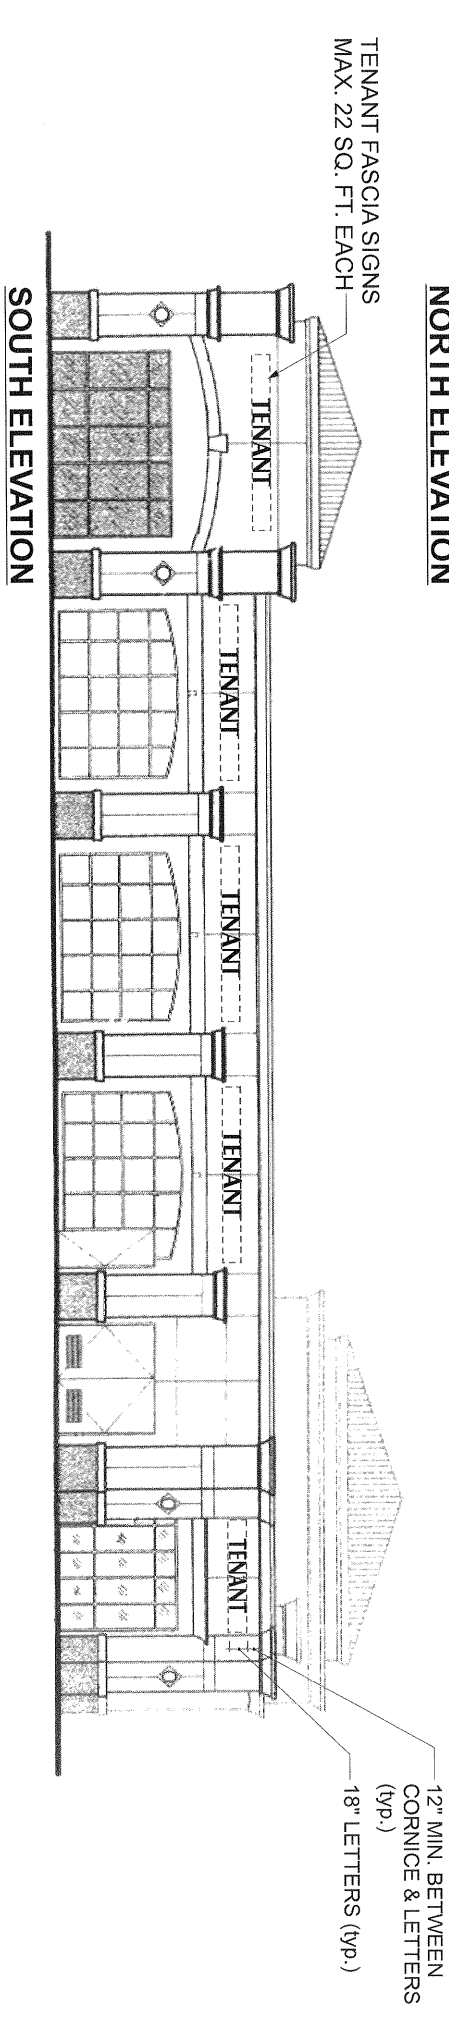 NORTH ELEVATION
TENANT FASCIA SIGNS
MAX. 22 SQ. FT. EACH
TENANT
TENANT
TENANT
TENANT
TENANT
12" MIN. BETWEEN
CORNICE & LETTERS
(typ.)
18" LETTERS (typ.)
SOUTH ELEVATION